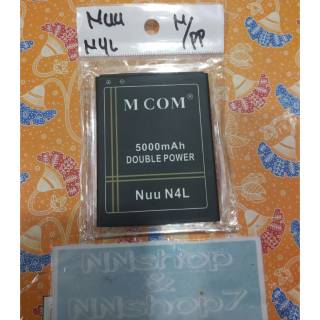 Nuu
N4L
M/PP
M COM®
5000mAh
DOUBLE POWER
Nuu N4L
NNshop
&
NNshop7